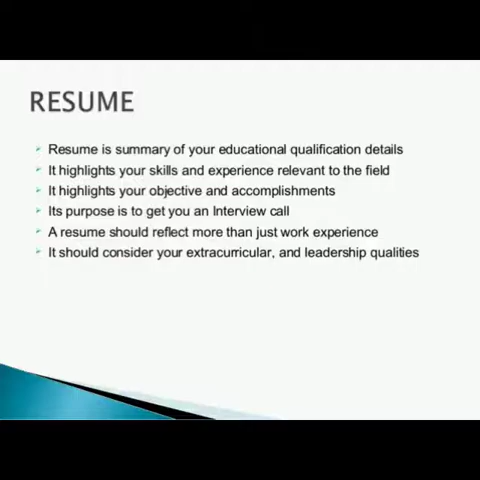 RESUME
Resume is summary of your educational qualification details
It highlights your skills and experience relevant to the field
It highlights your objective and accomplishments
Its purpose is to get you an Interview call
A resume should reflect more than just work experience
It should consider your extracurricular, and leadership qualities